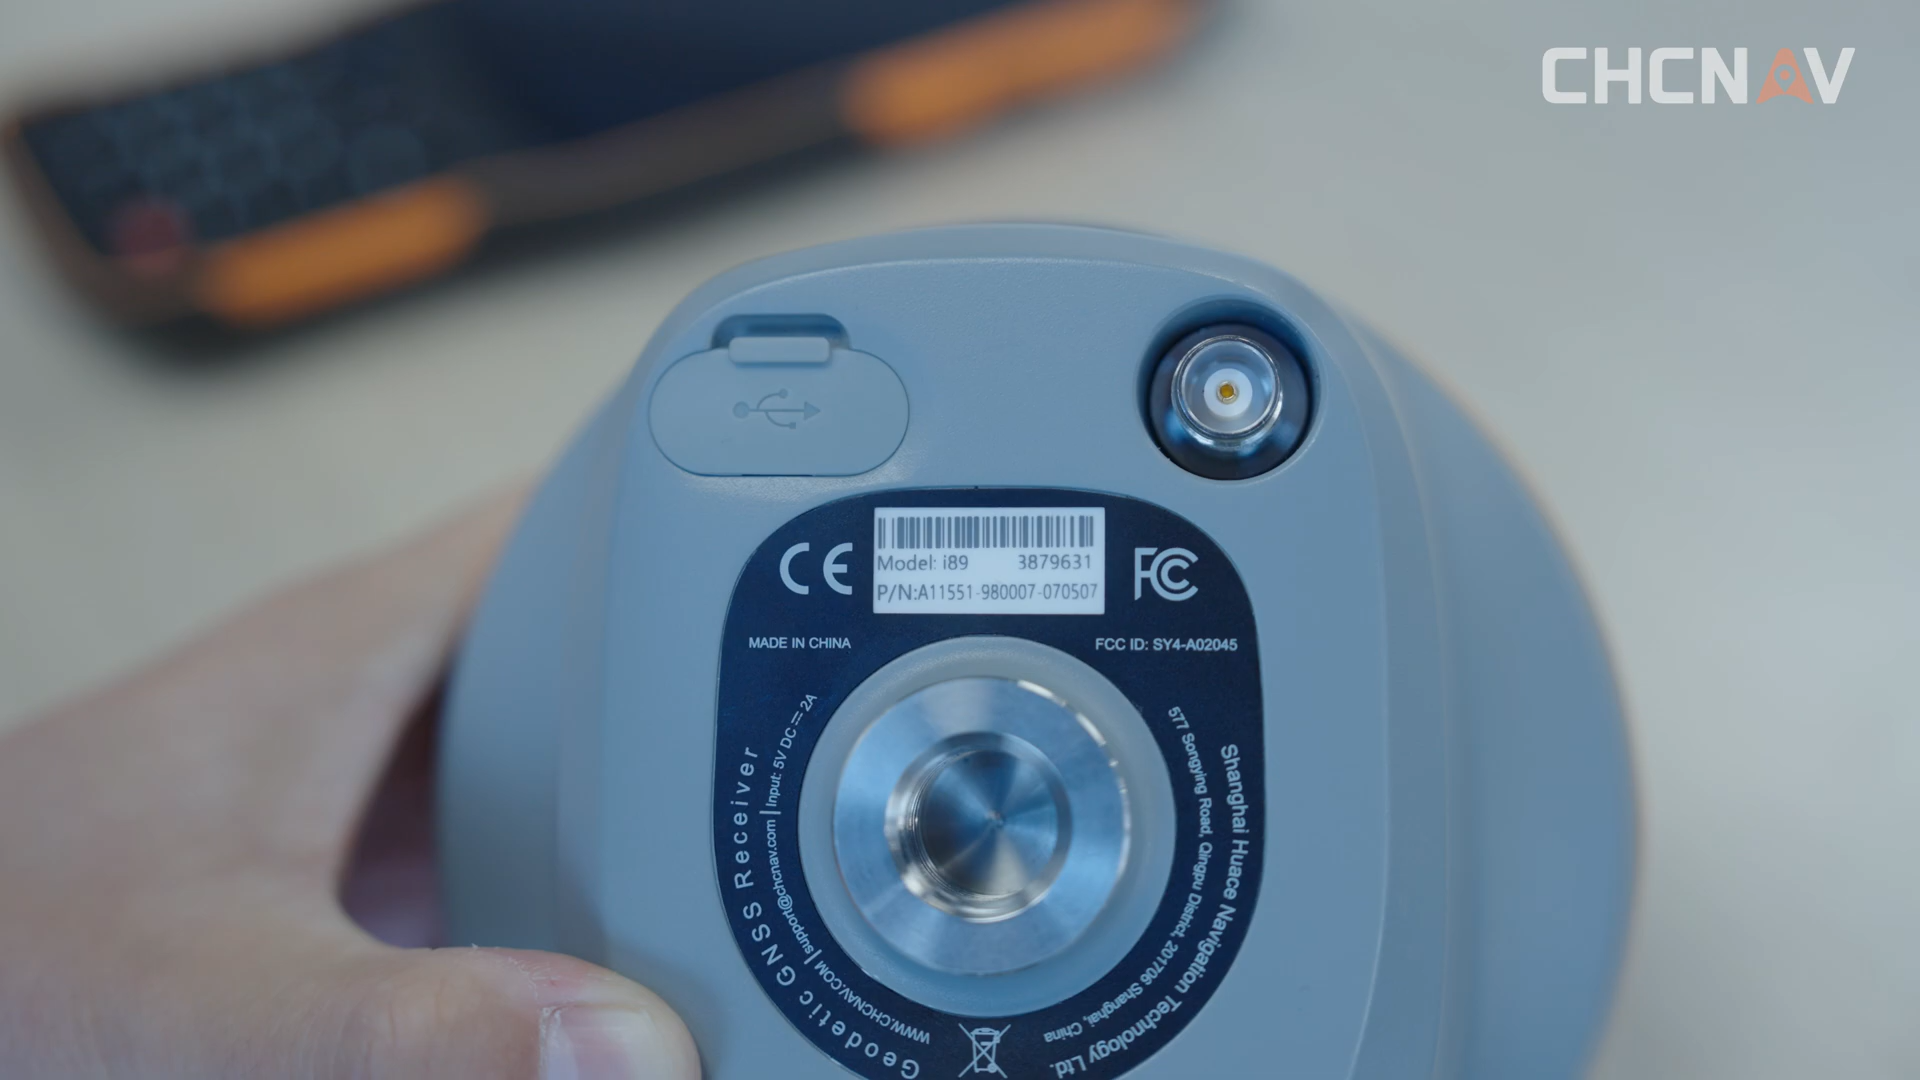 CHCNAV
CE
Model: i89 3879631
P/N:A11551-980007-070507
FC
MADE IN CHINA
FCC ID: SY4-A02045
Geodetic GNSS Receiver
WWW.CHCNAV.COM | support@chcnav.com | Input: 5V DC ⎓ 2A
Shanghai Huace Navigation Technology Ltd.
577 Songying Road, Qingpu District, 201706 Shanghai, China